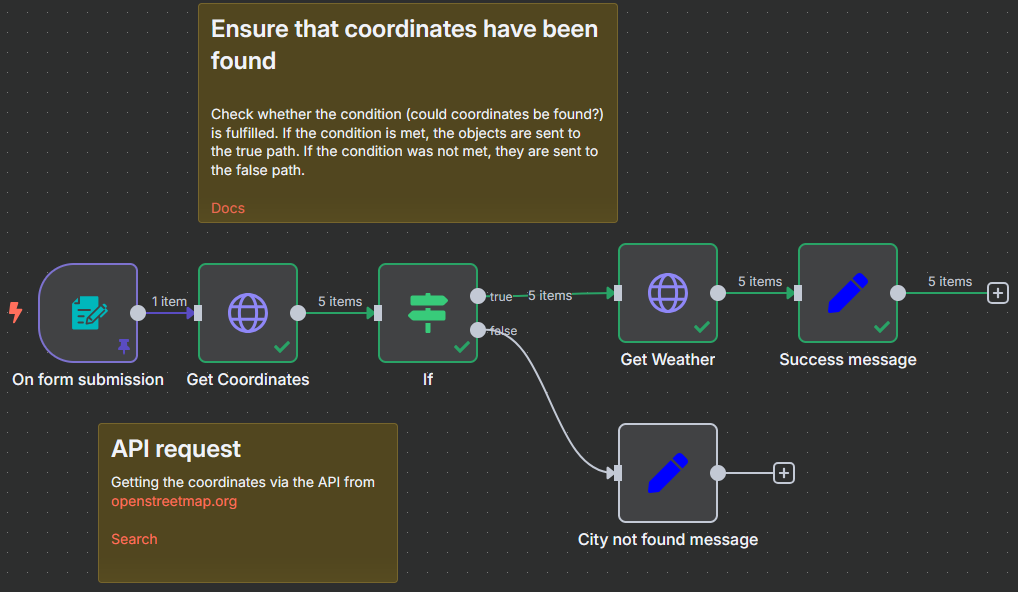 Ensure that coordinates have been
found
Check whether the condition (could coordinates be found?)
is fulfilled. If the condition is met, the objects are sent to
the true path. If the condition was not met, they are sent to
the false path.
Docs
1 item
5 items
true
5 items
5 items
5 items
false
On form submission
Get Coordinates
If
Get Weather
Success message
API request
Getting the coordinates via the API from
openstreetmap.org
Search
City not found message